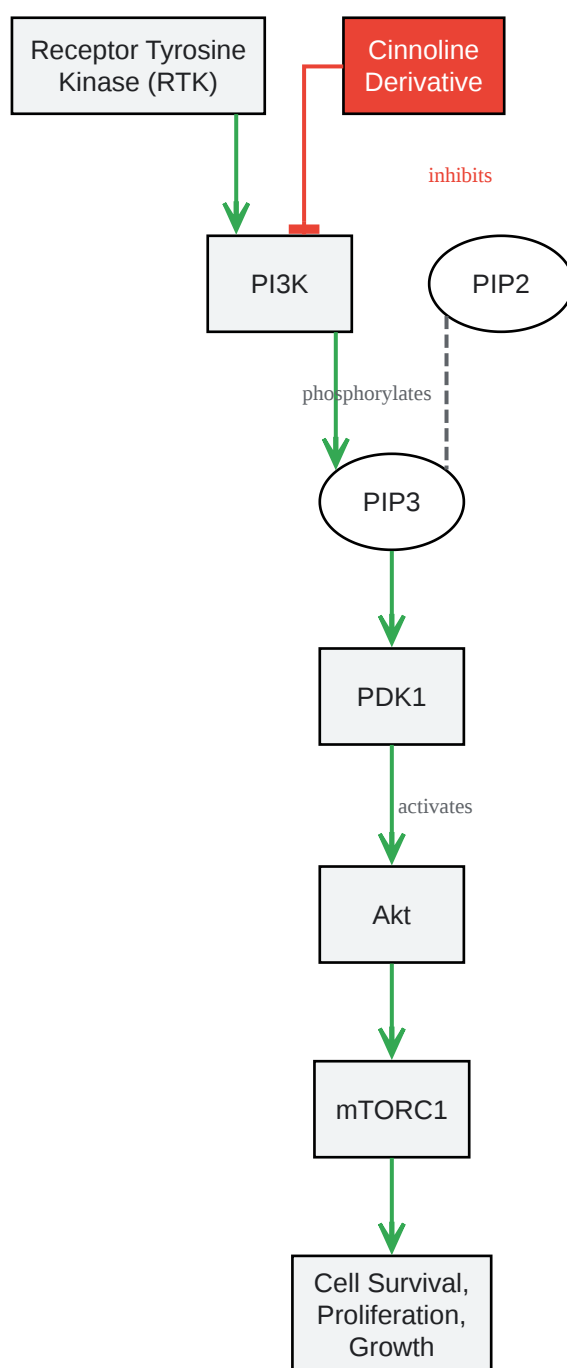 Receptor Tyrosine
Kinase (RTK)
Cinnoline
Derivative
inhibits
PI3K
PIP2
phosphorylates
PIP3
PDK1
activates
Akt
mTORC1
Cell Survival,
Proliferation,
Growth